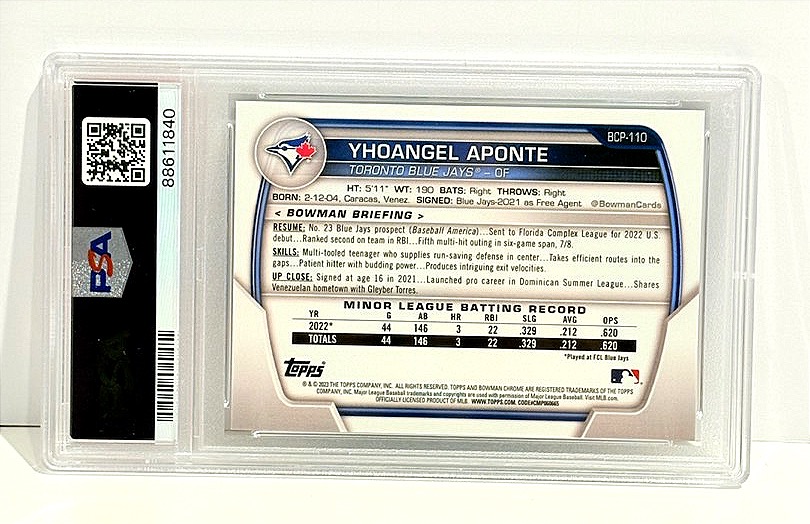 88611840
PSA
BCP-110
YHOANGEL APONTE
TORONTO BLUE JAYS® – OF
HT: 5'11" WT: 190 BATS: Right THROWS: Right
BORN: 2-12-04, Caracas, Venez. SIGNED: Blue Jays-2021 as Free Agent @BowmanCards
< BOWMAN BRIEFING >
RESUME: No. 23 Blue Jays prospect (Baseball America)...Sent to Florida Complex League for 2022 U.S.
debut...Ranked second on team in RBI...Fifth multi-hit outing in six-game span, 7/8.
SKILLS: Multi-tooled teenager who supplies run-saving defense in center...Takes efficient routes into the
gaps...Patient hitter with budding power...Produces intriguing exit velocities.
UP CLOSE: Signed at age 16 in 2021...Launched pro career in Dominican Summer League...Shares
Venezuelan hometown with Gleyber Torres.
MINOR LEAGUE BATTING RECORD
YR G AB HR RBI SLG AVG OPS
2022* 44 146 3 22 .329 .212 .620
TOTALS 44 146 3 22 .329 .212 .620
*Played at FCL Blue Jays
Topps
® & © 2023 THE TOPPS COMPANY, INC. ALL RIGHTS RESERVED. TOPPS AND BOWMAN CHROME ARE REGISTERED TRADEMARKS OF THE TOPPS
COMPANY, INC. Major League Baseball trademarks and copyrights are used with permission of Major League Baseball. Visit MLB.com.
OFFICIALLY LICENSED PRODUCT OF MLB. WWW.TOPPS.COM. CODE#CMP060665